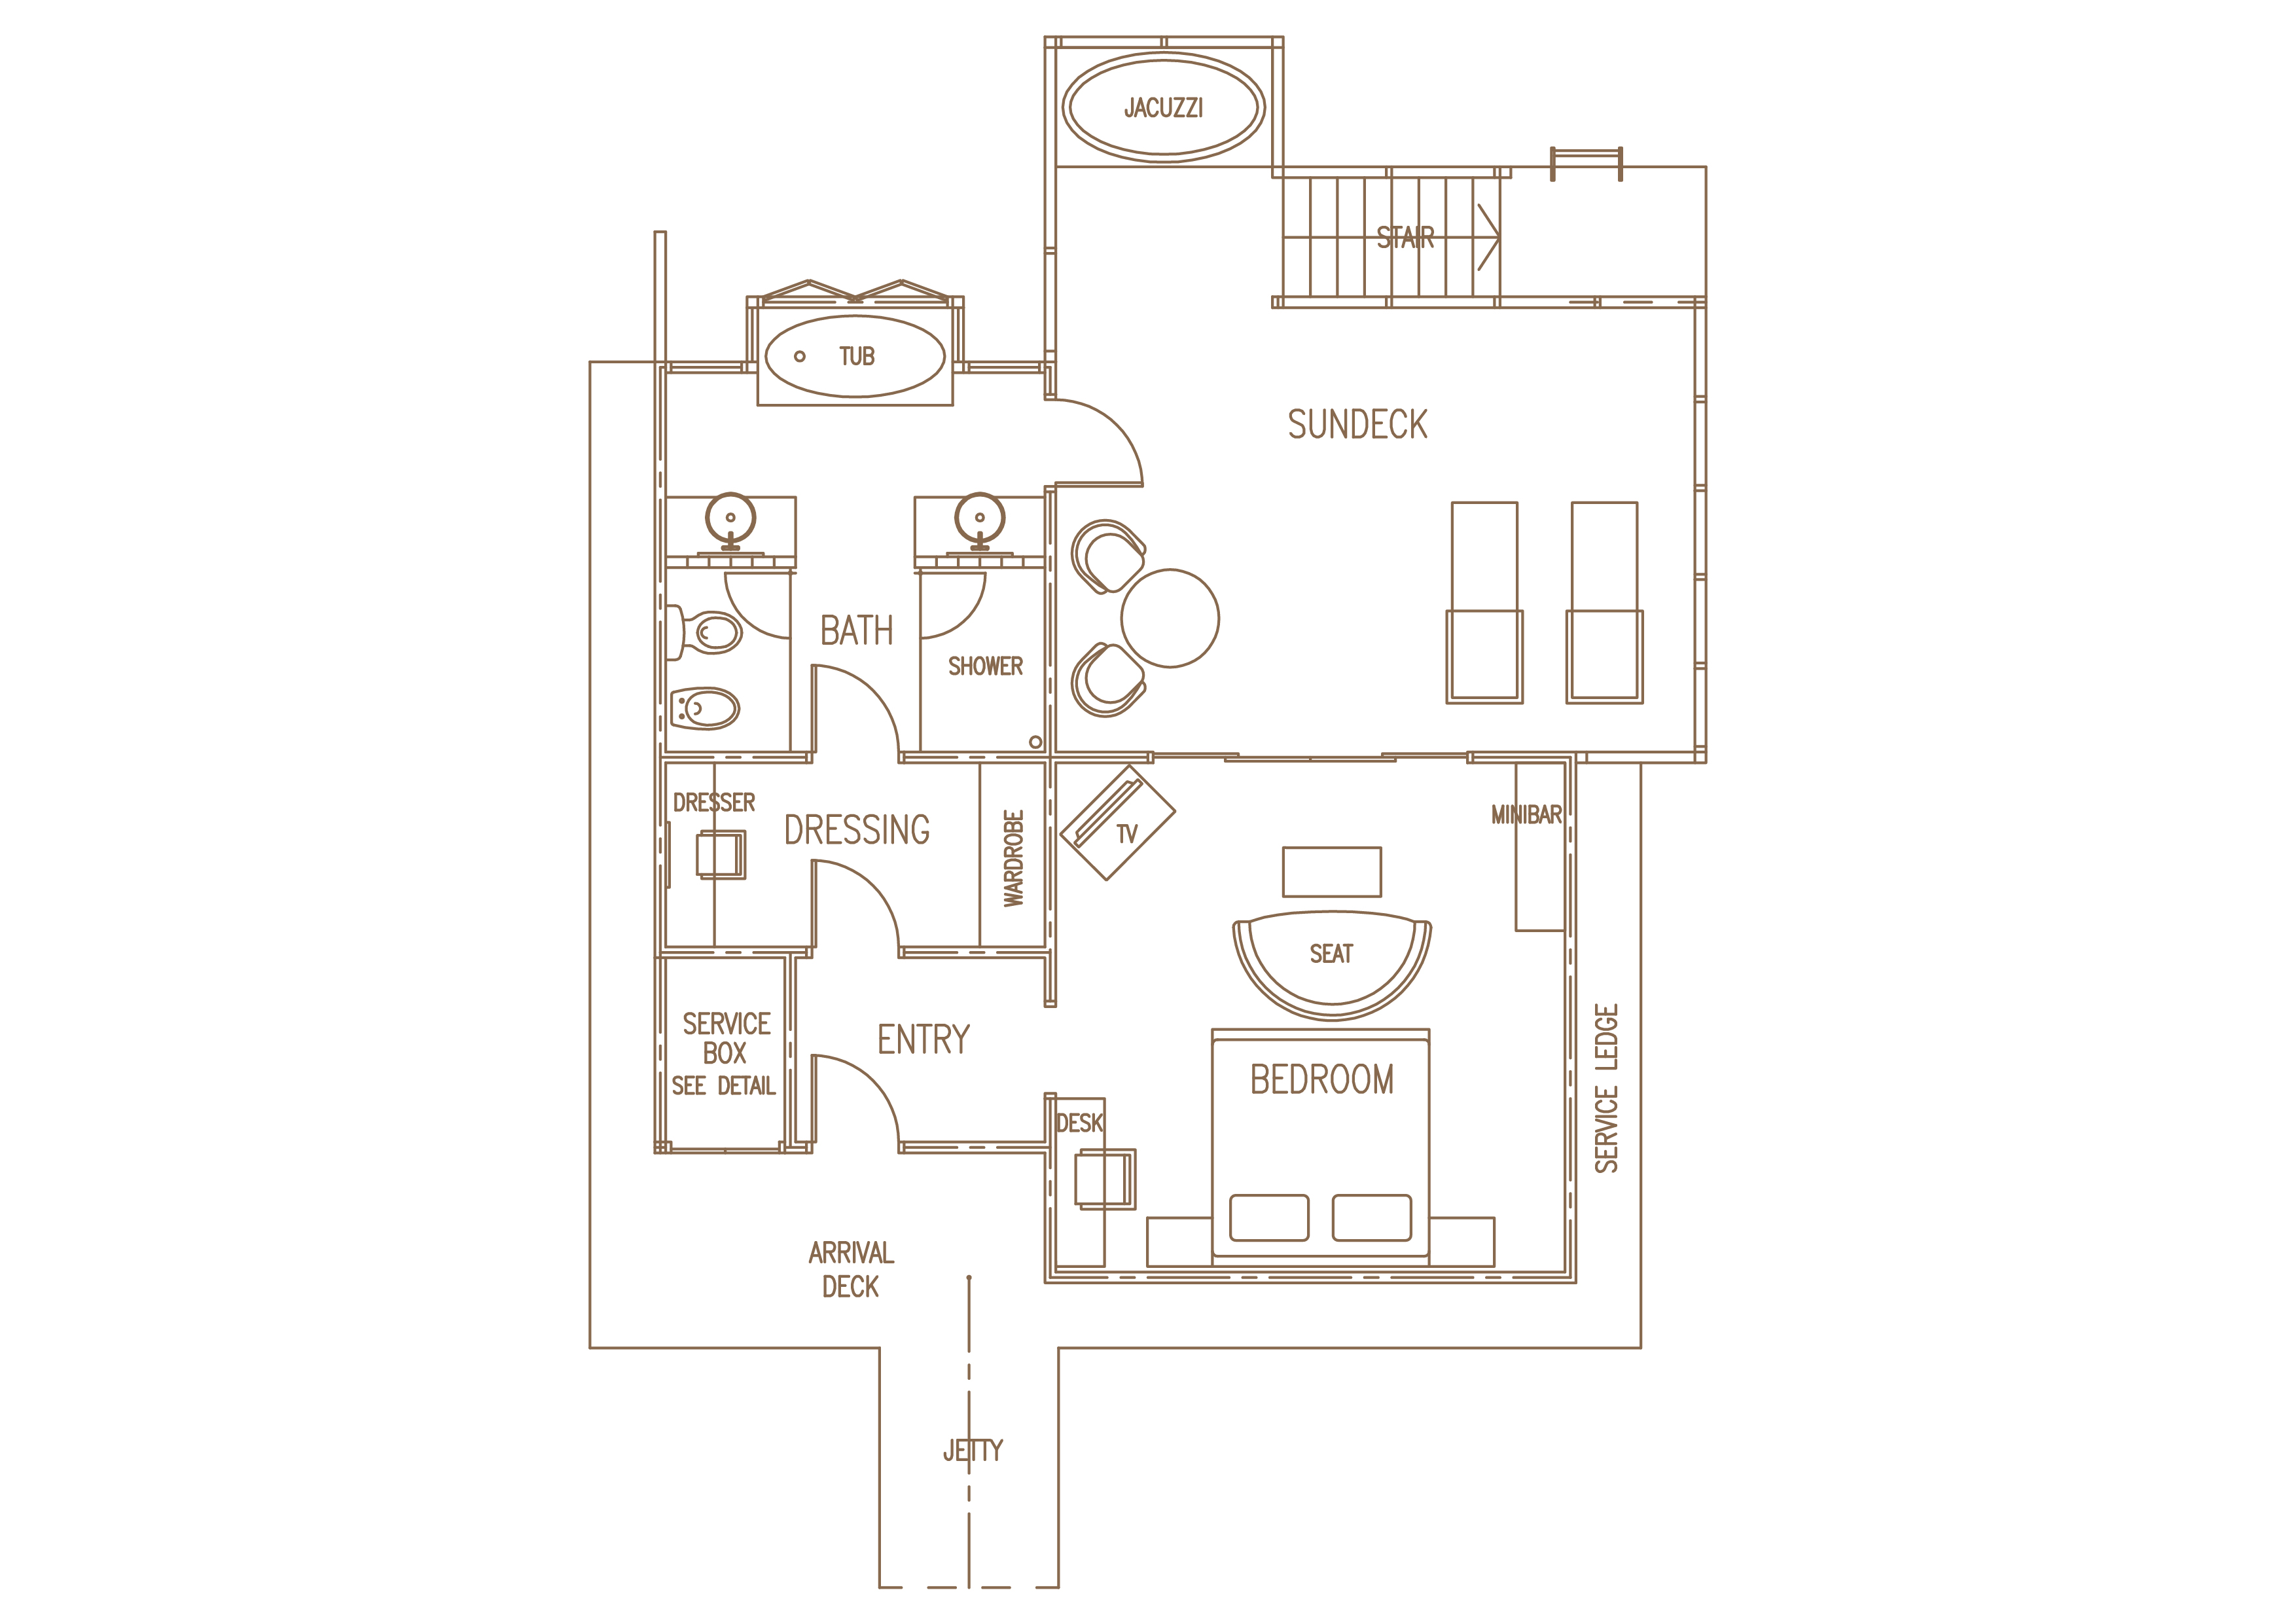 JACUZZI
STAIR
TUB
SUNDECK
BATH
SHOWER
DRESSER
DRESSING
WARDROBE
TV
MINIBAR
SEAT
SERVICE
BOX
SEE DETAIL
ENTRY
BEDROOM
SERVICE LEDGE
DESK
ARRIVAL
DECK
JETTY